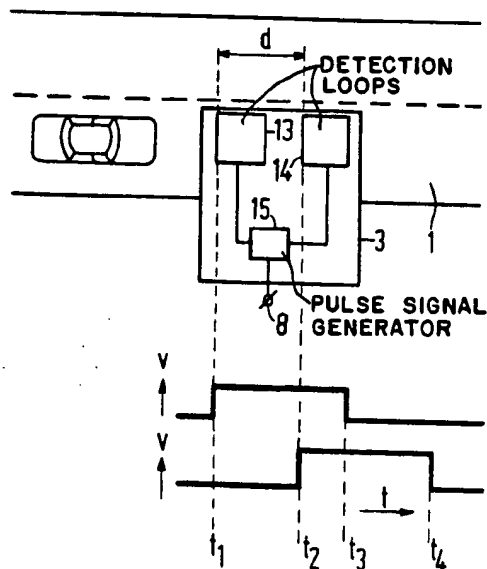 d
DETECTION
LOOPS
13
14
15
3
1
8
PULSE SIGNAL
GENERATOR
V
V
t
t1 t2 t3 t4